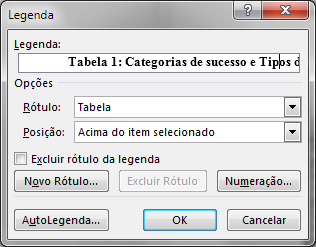 Legenda
Legenda:
Tabela 1: Categorias de sucesso e Tipos d
Opções
Rótulo: Tabela
Posição: Acima do item selecionado
Excluir rótulo da legenda
Novo Rótulo... Excluir Rótulo Numeração...
AutoLegenda... OK Cancelar